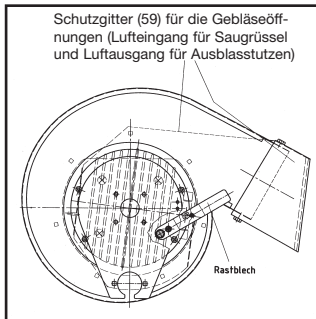 Schutzgitter (59) für die Gebläseöff-
nungen (Lufteingang für Saugrüssel
und Luftausgang für Ausblasstutzen)
Rastblech